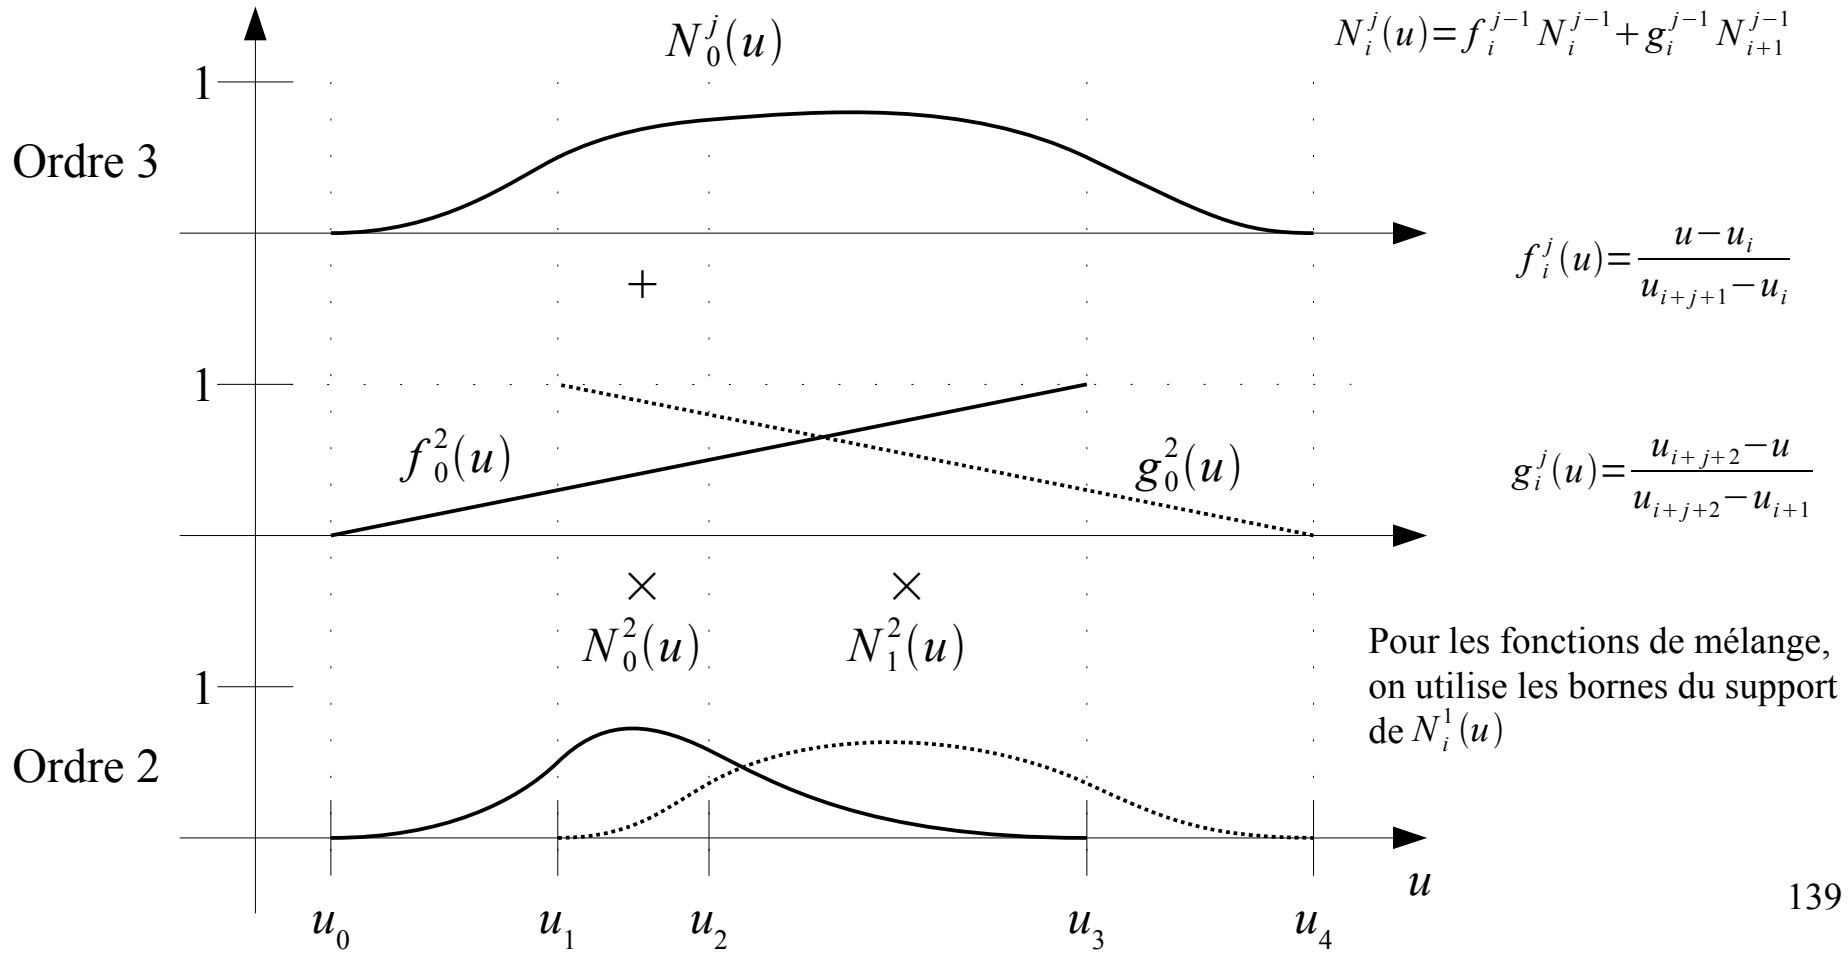 N_0^j(u)
N_i^j(u)=f_i^{j−1} N_i^{j−1}+g_i^{j−1} N_{i+1}^{j−1}
1
Ordre 3
+
f_i^j(u)=\frac{u−u_i}{u_{i+j+1}−u_i}
1
f_0^2(u)
g_0^2(u)
g_i^j(u)=\frac{u_{i+j+2}−u}{u_{i+j+2}−u_{i+1}}
× ×
N_0^2(u) N_1^2(u)
Pour les fonctions de mélange,
on utilise les bornes du support
de N_i^1(u)
1
Ordre 2
u
u_0 u_1 u_2 u_3 u_4
139